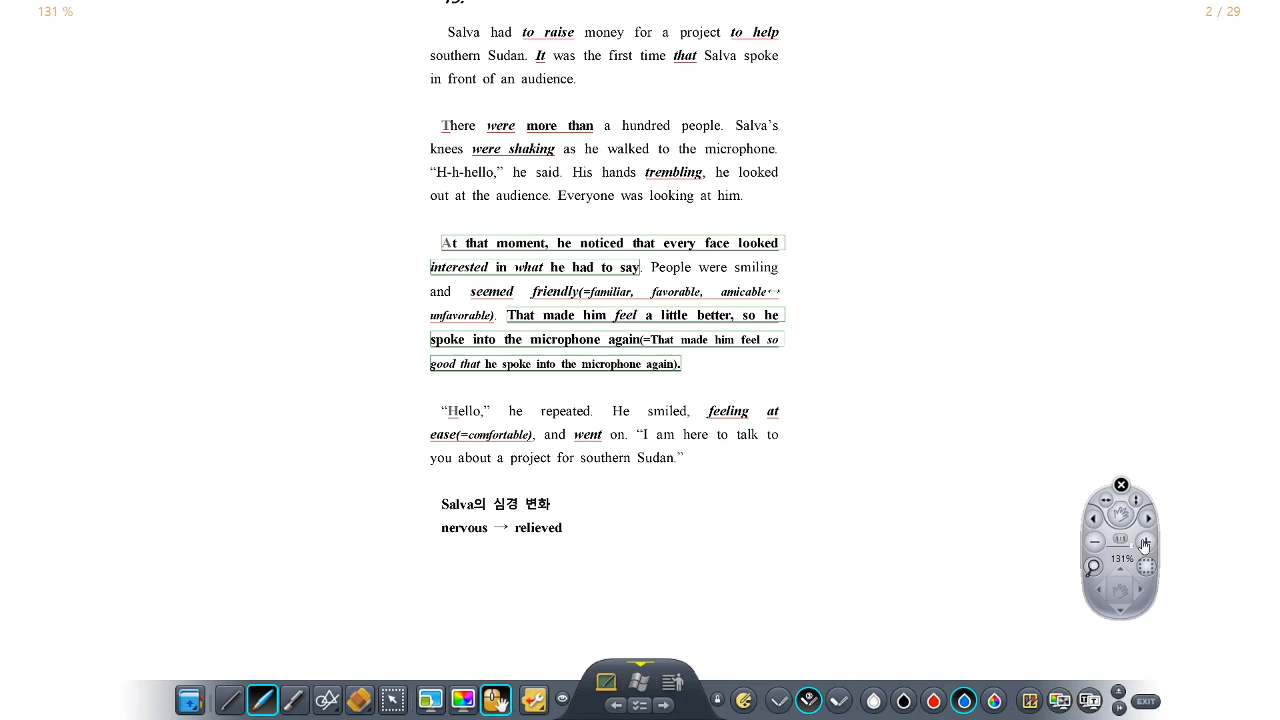 131 %
2 / 29
Salva had to raise money for a project to help
southern Sudan. It was the first time that Salva spoke
in front of an audience.
There were more than a hundred people. Salva's
knees were shaking as he walked to the microphone.
“H-h-hello,” he said. His hands trembling, he looked
out at the audience. Everyone was looking at him.
At that moment, he noticed that every face looked
interested in what he had to say. People were smiling
and seemed friendly(=familiar, favorable, amicable↔
unfavorable). That made him feel a little better, so he
spoke into the microphone again(=That made him feel so
good that he spoke into the microphone again).
“Hello,” he repeated. He smiled, feeling at
ease(=comfortable), and went on. “I am here to talk to
you about a project for southern Sudan.”
Salva의 심경 변화
nervous → relieved
1:1
131%
EXIT